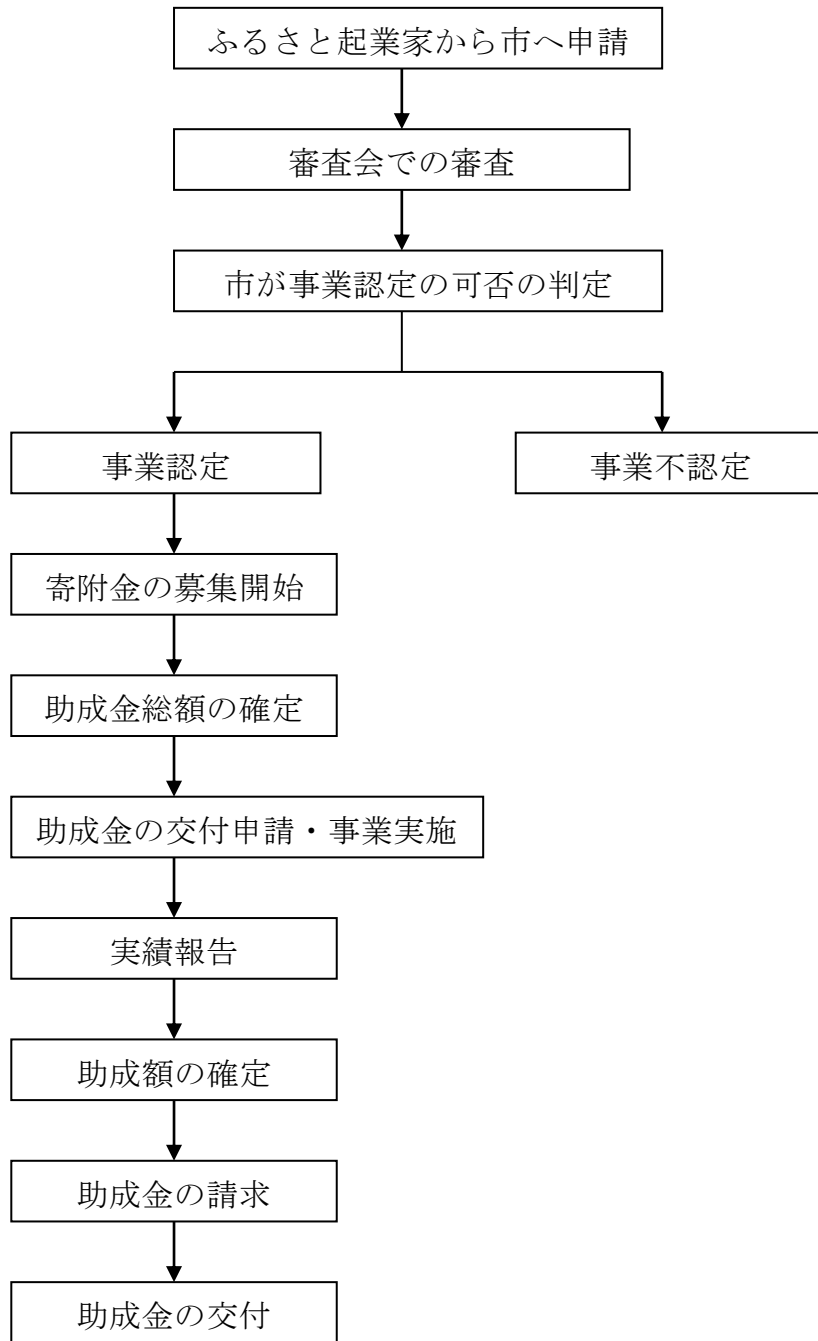 ふるさと起業家から市へ申請
審査会での審査
市が事業認定の可否の判定
事業認定
事業不認定
寄附金の募集開始
助成金総額の確定
助成金の交付申請・事業実施
実績報告
助成額の確定
助成金の請求
助成金の交付